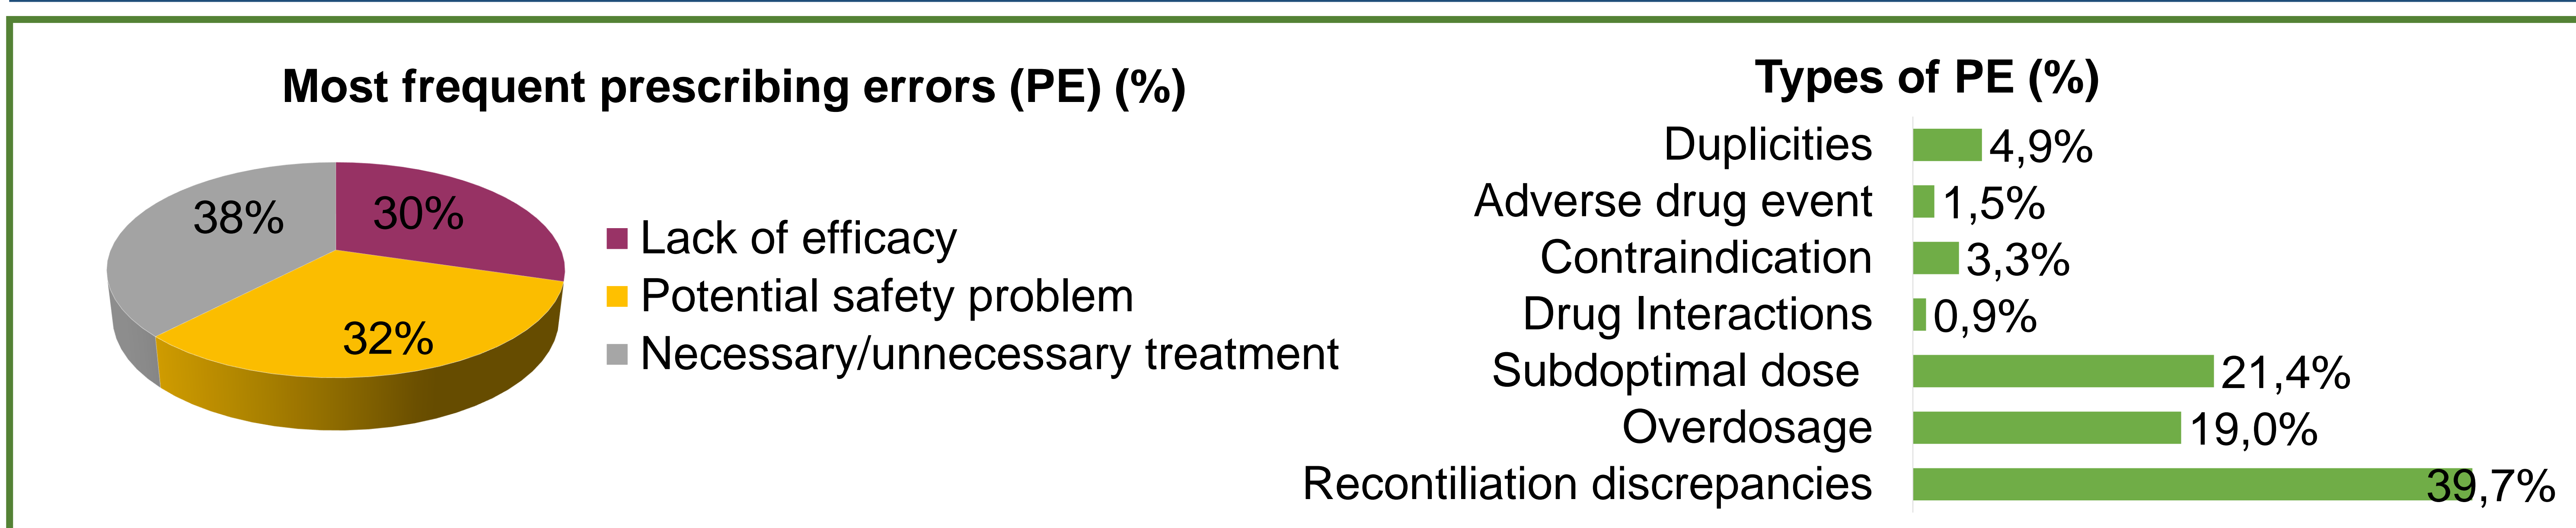 Most frequent prescribing errors (PE) (%)
38%
30%
32%
Lack of efficacy
Potential safety problem
Necessary/unnecessary treatment
Types of PE (%)
Duplicities 4,9%
Adverse drug event 1,5%
Contraindication 3,3%
Drug Interactions 0,9%
Subdoptimal dose 21,4%
Overdosage 19,0%
Recontiliation discrepancies 39,7%